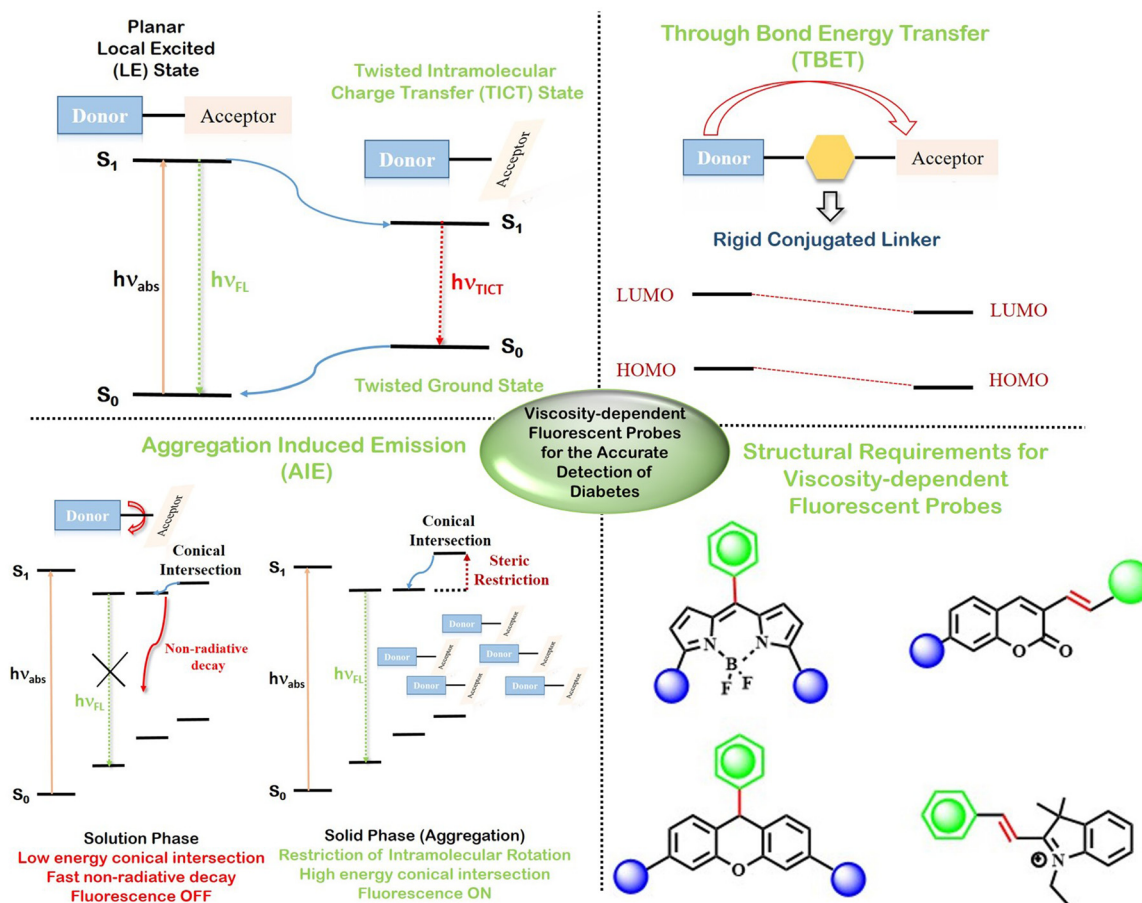 Planar
Local Excited
(LE) State
Donor
Acceptor
Twisted Intramolecular
Charge Transfer (TICT) State
Donor
Acceptor
S1
S1
hνabs
hνFL
hνTICT
S0
Twisted Ground State
S0
Through Bond Energy Transfer
(TBET)
Donor
Acceptor
Rigid Conjugated Linker
LUMO
LUMO
HOMO
HOMO
Viscosity-dependent
Fluorescent Probes
for the Accurate
Detection of
Diabetes
Aggregation Induced Emission
(AIE)
Donor
Acceptor
Conical
Intersection
S1
Non-radiative
decay
hνabs
hνFL
S0
Solution Phase
Low energy conical intersection
Fast non-radiative decay
Fluorescence OFF
Conical
Intersection
S1
Steric
Restriction
Donor
Acceptor
Donor
Acceptor
Donor
Acceptor
Donor
Acceptor
Donor
Acceptor
hνabs
hνFL
S0
Solid Phase (Aggregation)
Restriction of Intramolecular Rotation
High energy conical intersection
Fluorescence ON
Structural Requirements for
Viscosity-dependent
Fluorescent Probes
N
N
B
F
F
O
O
O
N